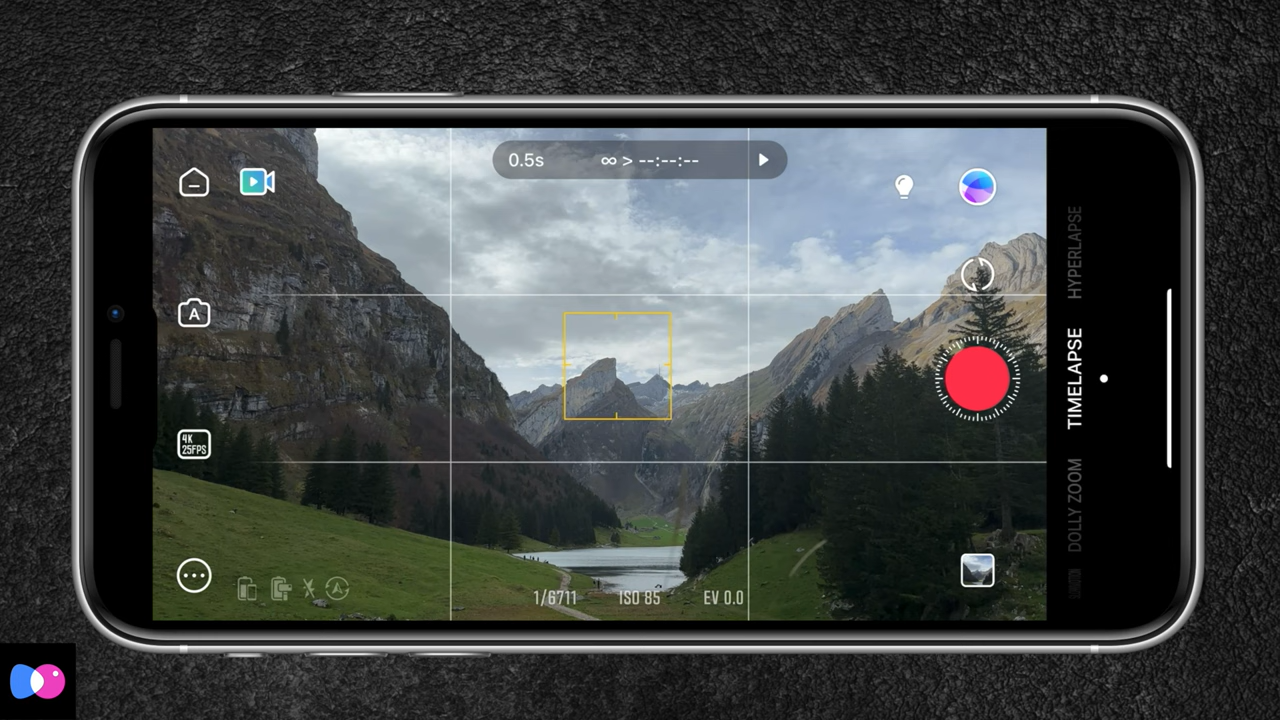 0.5s ∞ > --:--:--
A
4K
25FPS
1/6711 ISO 85 EV 0.0
HYPERLAPSE
TIMELAPSE
DOLLY ZOOM